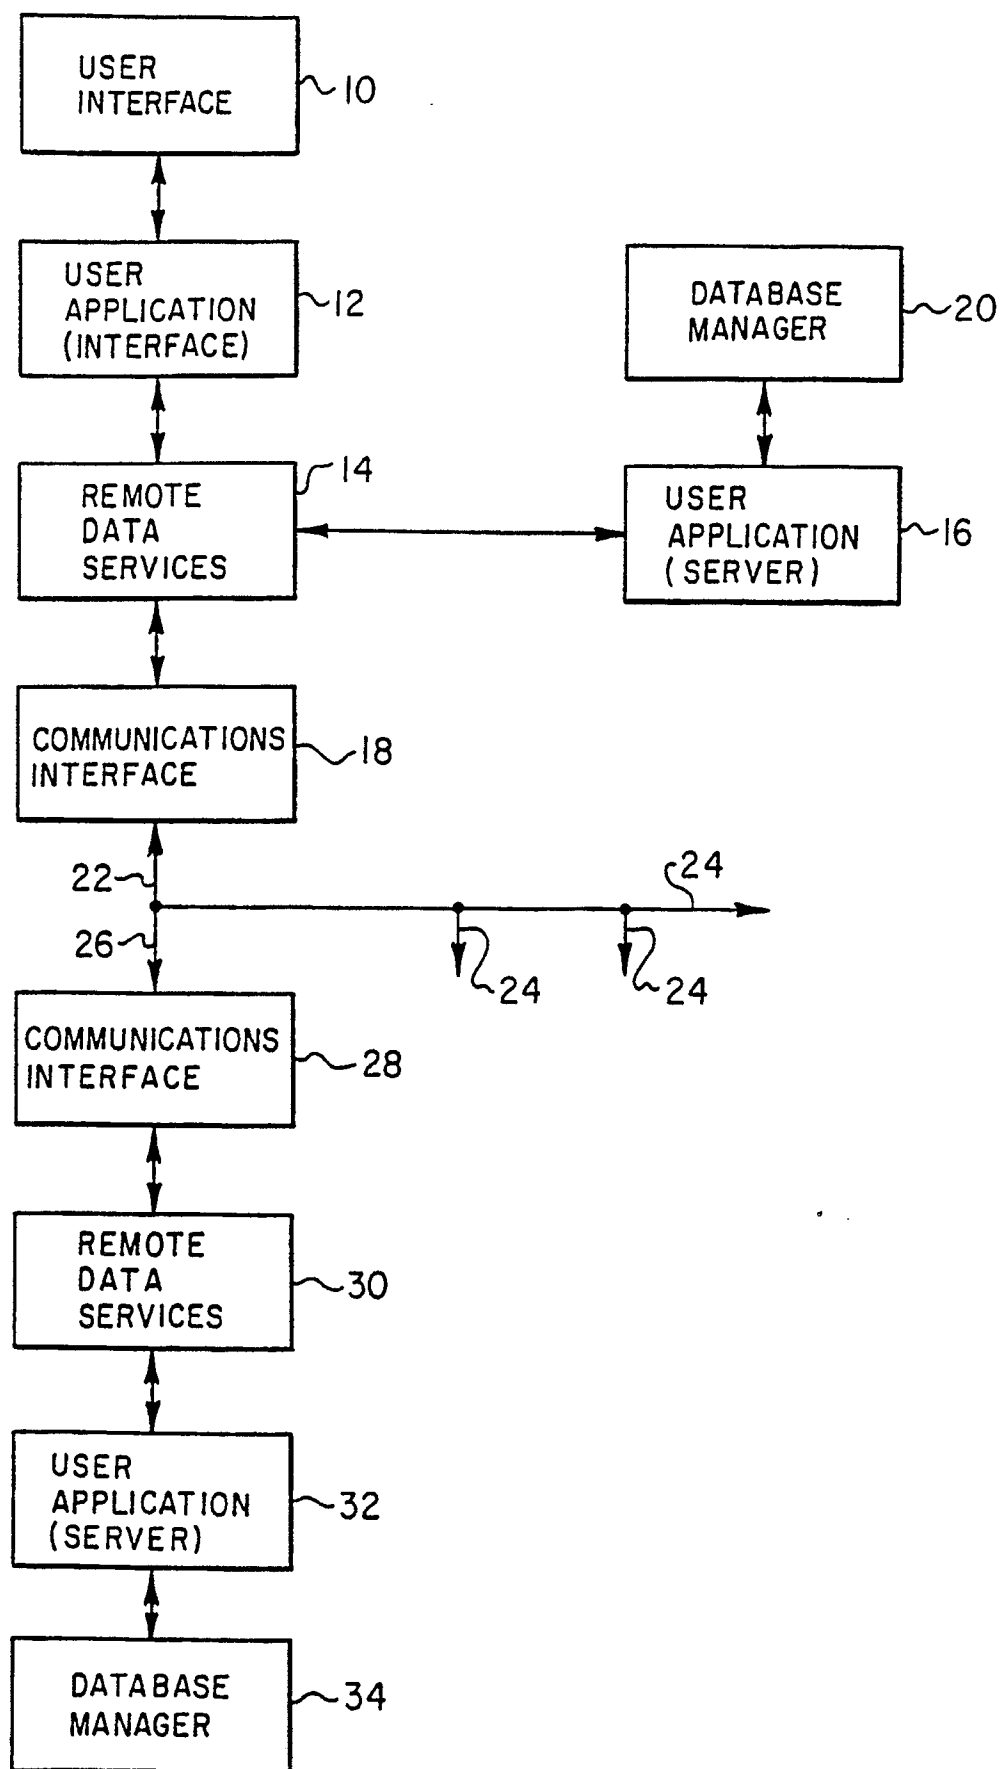 USER
INTERFACE
10
USER
APPLICATION
(INTERFACE)
12
DATABASE
MANAGER
20
REMOTE
DATA
SERVICES
14
USER
APPLICATION
(SERVER)
16
COMMUNICATIONS
INTERFACE
18
22
24
26
24
24
COMMUNICATIONS
INTERFACE
28
REMOTE
DATA
SERVICES
30
USER
APPLICATION
(SERVER)
32
DATABASE
MANAGER
34